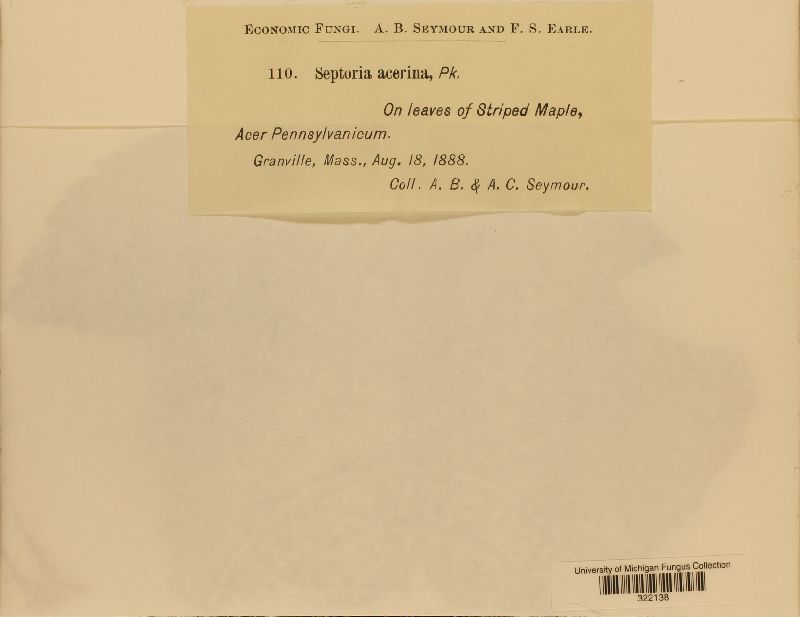 Economic Fungi. A. B. Seymour and F. S. Earle.
110. Septoria acerina, Pk.
On leaves of Striped Maple,
Acer Pennsylvanicum.
Granville, Mass., Aug. 18, 1888.
Coll. A. B. & A. C. Seymour.
University of Michigan Fungus Collection
322138